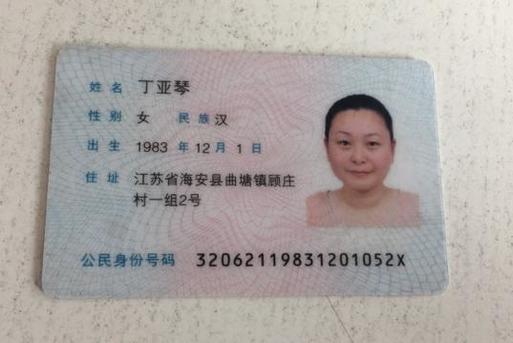 姓名 丁亚琴
性别 女 民族 汉
出生 1983 年 12 月 1 日
住址 江苏省海安县曲塘镇顾庄
村一组2号
公民身份号码 32062119831201052X